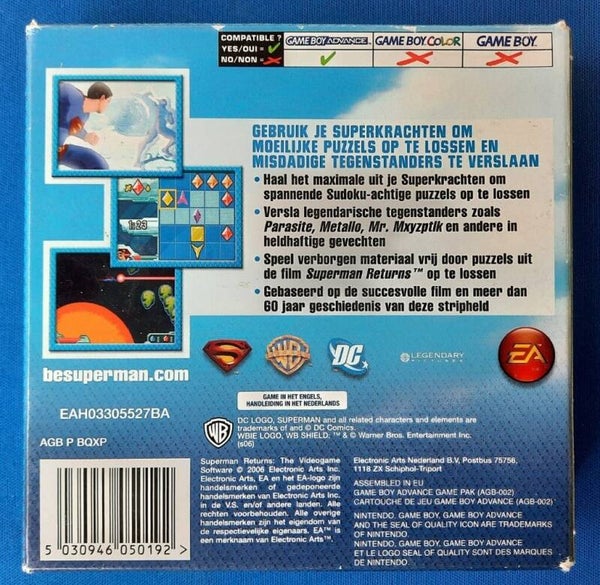 COMPATIBLE ?
YES/OUI = ✓
NO/NON = ✗
GAME BOY ADVANCE
GAME BOY COLOR
GAME BOY
GEBRUIK JE SUPERKRACHTEN OM
MOEILIJKE PUZZELS OP TE LOSSEN EN
MISDADIGE TEGENSTANDERS TE VERSLAAN
• Haal het maximale uit je Superkrachten om
spannende Sudoku-achtige puzzels op te lossen
• Versla legendarische tegenstanders zoals
Parasite, Metallo, Mr. Mxyzptlk en andere in
heldhaftige gevechten
• Speel verborgen materiaal vrij door puzzels uit
de film Superman Returns™ op te lossen
• Gebaseerd op de succesvolle film en meer dan
60 jaar geschiedenis van deze stripheld
1:23
S
WB
DC
LEGENDARY
PICTURES
EA
besuperman.com
EAH03305527BA
AGB P BQXP
GAME IN HET ENGELS,
HANDLEIDING IN HET NEDERLANDS
WB
DC LOGO, SUPERMAN and all related characters and elements are
trademarks of and © DC Comics.
WBIE LOGO, WB SHIELD: ™ & © Warner Bros. Entertainment Inc.
(s06)
Superman Returns: The Videogame
Software © 2006 Electronic Arts Inc.
Electronic Arts, EA en het EA-logo zijn
handelsmerken of gedeponeerde
handelsmerken van Electronic Arts Inc.
in de V.S. en/of andere landen. Alle
rechten voorbehouden. Alle overige
handelsmerken zijn het eigendom van
de respectievelijke eigenaars. EA™ is
een merknaam van Electronic Arts™.
Electronic Arts Nederland B.V, Postbus 75756,
1118 ZX Schiphol-Triport
ASSEMBLED IN EU
GAME BOY ADVANCE GAME PAK (AGB-002)
CARTOUCHE DE JEU GAME BOY ADVANCE (AGB-002)
NINTENDO, GAME BOY, GAME BOY ADVANCE
AND THE SEAL OF QUALITY ICON ARE TRADEMARKS
OF NINTENDO.
NINTENDO, GAME BOY, GAME BOY ADVANCE
ET LE LOGO SEAL OF QUALITY SONT DES MARQUES
DE NINTENDO.
5 030946 050192 >